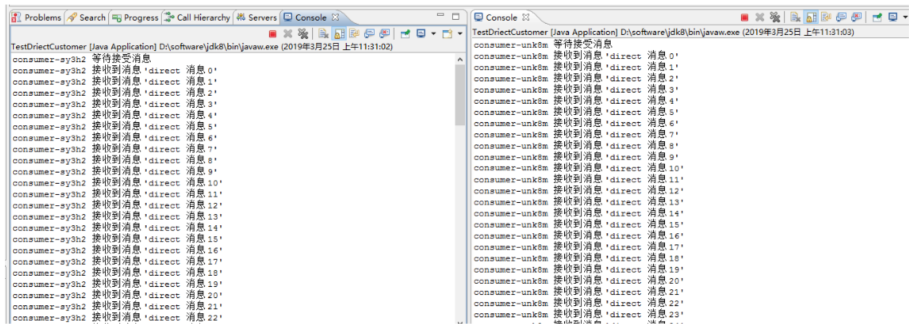 Problems Search Progress Call Hierarchy Servers Console
TestDriectCustomer [Java Application] D:\software\jdk8\bin\javaw.exe (2019年3月25日 上午11:31:02)
consumer-sy3h2 等待接受消息
consumer-sy3h2 接收到消息'direct 消息0'
consumer-sy3h2 接收到消息'direct 消息1'
consumer-sy3h2 接收到消息'direct 消息2'
consumer-sy3h2 接收到消息'direct 消息3'
consumer-sy3h2 接收到消息'direct 消息4'
consumer-sy3h2 接收到消息'direct 消息5'
consumer-sy3h2 接收到消息'direct 消息6'
consumer-sy3h2 接收到消息'direct 消息7'
consumer-sy3h2 接收到消息'direct 消息8'
consumer-sy3h2 接收到消息'direct 消息9'
consumer-sy3h2 接收到消息'direct 消息10'
consumer-sy3h2 接收到消息'direct 消息11'
consumer-sy3h2 接收到消息'direct 消息12'
consumer-sy3h2 接收到消息'direct 消息13'
consumer-sy3h2 接收到消息'direct 消息14'
consumer-sy3h2 接收到消息'direct 消息15'
consumer-sy3h2 接收到消息'direct 消息16'
consumer-sy3h2 接收到消息'direct 消息17'
consumer-sy3h2 接收到消息'direct 消息18'
consumer-sy3h2 接收到消息'direct 消息19'
consumer-sy3h2 接收到消息'direct 消息20'
consumer-sy3h2 接收到消息'direct 消息21'
consumer-sy3h2 接收到消息'direct 消息22'
Console
TestDriectCustomer [Java Application] D:\software\jdk8\bin\javaw.exe (2019年3月25日 上午11:31:03)
consumer-unk8m 等待接受消息
consumer-unk8m 接收到消息'direct 消息0'
consumer-unk8m 接收到消息'direct 消息1'
consumer-unk8m 接收到消息'direct 消息2'
consumer-unk8m 接收到消息'direct 消息3'
consumer-unk8m 接收到消息'direct 消息4'
consumer-unk8m 接收到消息'direct 消息5'
consumer-unk8m 接收到消息'direct 消息6'
consumer-unk8m 接收到消息'direct 消息7'
consumer-unk8m 接收到消息'direct 消息8'
consumer-unk8m 接收到消息'direct 消息9'
consumer-unk8m 接收到消息'direct 消息10'
consumer-unk8m 接收到消息'direct 消息11'
consumer-unk8m 接收到消息'direct 消息12'
consumer-unk8m 接收到消息'direct 消息13'
consumer-unk8m 接收到消息'direct 消息14'
consumer-unk8m 接收到消息'direct 消息15'
consumer-unk8m 接收到消息'direct 消息16'
consumer-unk8m 接收到消息'direct 消息17'
consumer-unk8m 接收到消息'direct 消息18'
consumer-unk8m 接收到消息'direct 消息19'
consumer-unk8m 接收到消息'direct 消息20'
consumer-unk8m 接收到消息'direct 消息21'
consumer-unk8m 接收到消息'direct 消息22'
consumer-unk8m 接收到消息'direct 消息23'